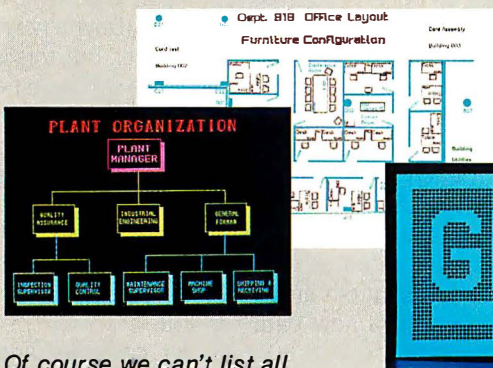 Dept. 818 Office Layout
Furniture Configuration
Card Test
Building 002
Card Assembly
Building 003
Building
Utilities
PLANT ORGANIZATION
PLANT
MANAGER
QUALITY
ASSURANCE
INDUSTRIAL
ENGINEERING
GENERAL
FORMAN
INSPECTION
SUPERVISOR
QUALITY
CONTROL
MAINTENANCE
SUPERVISOR
MACHINE
SHOP
SHIPPING &
RECEIVING
G
Of course we can't list all